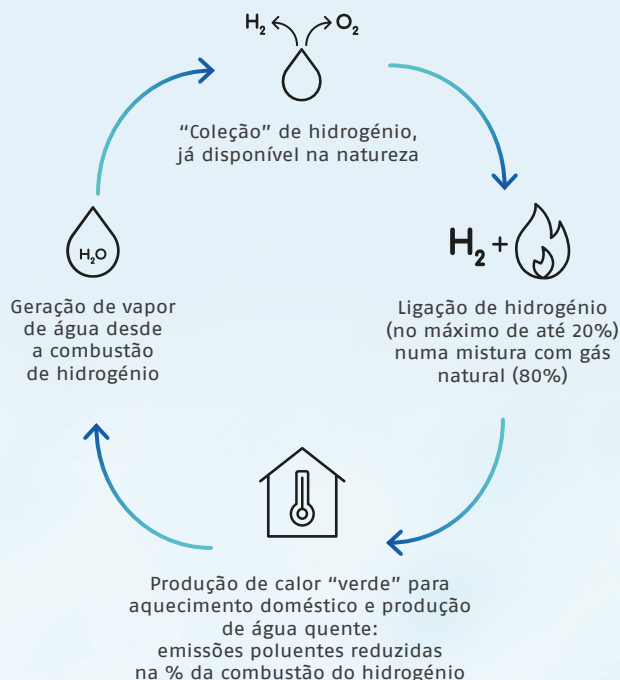 H₂ O₂
“Coleção” de hidrogénio,
já disponível na natureza
H₂ +
Ligação de hidrogénio
(no máximo de até 20%)
numa mistura com gás
natural (80%)
Produção de calor “verde” para
aquecimento doméstico e produção
de água quente:
emissões poluentes reduzidas
na % da combustão do hidrogénio
H₂O
Geração de vapor
de água desde
a combustão
de hidrogénio